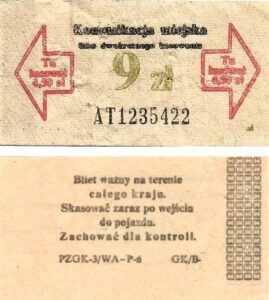 Komunikacja miejska
Bilet dwukrotnego kasowania
Tu
kasować
4,50 zł
9 zł
Tu
kasować
4,50 zł
AT1235422
Bilet ważny na terenie
całego kraju.
Skasować zaraz po wejściu
do pojazdu.
Zachować dla kontroli.
PZGK-3/WA-P-6 GK/B-